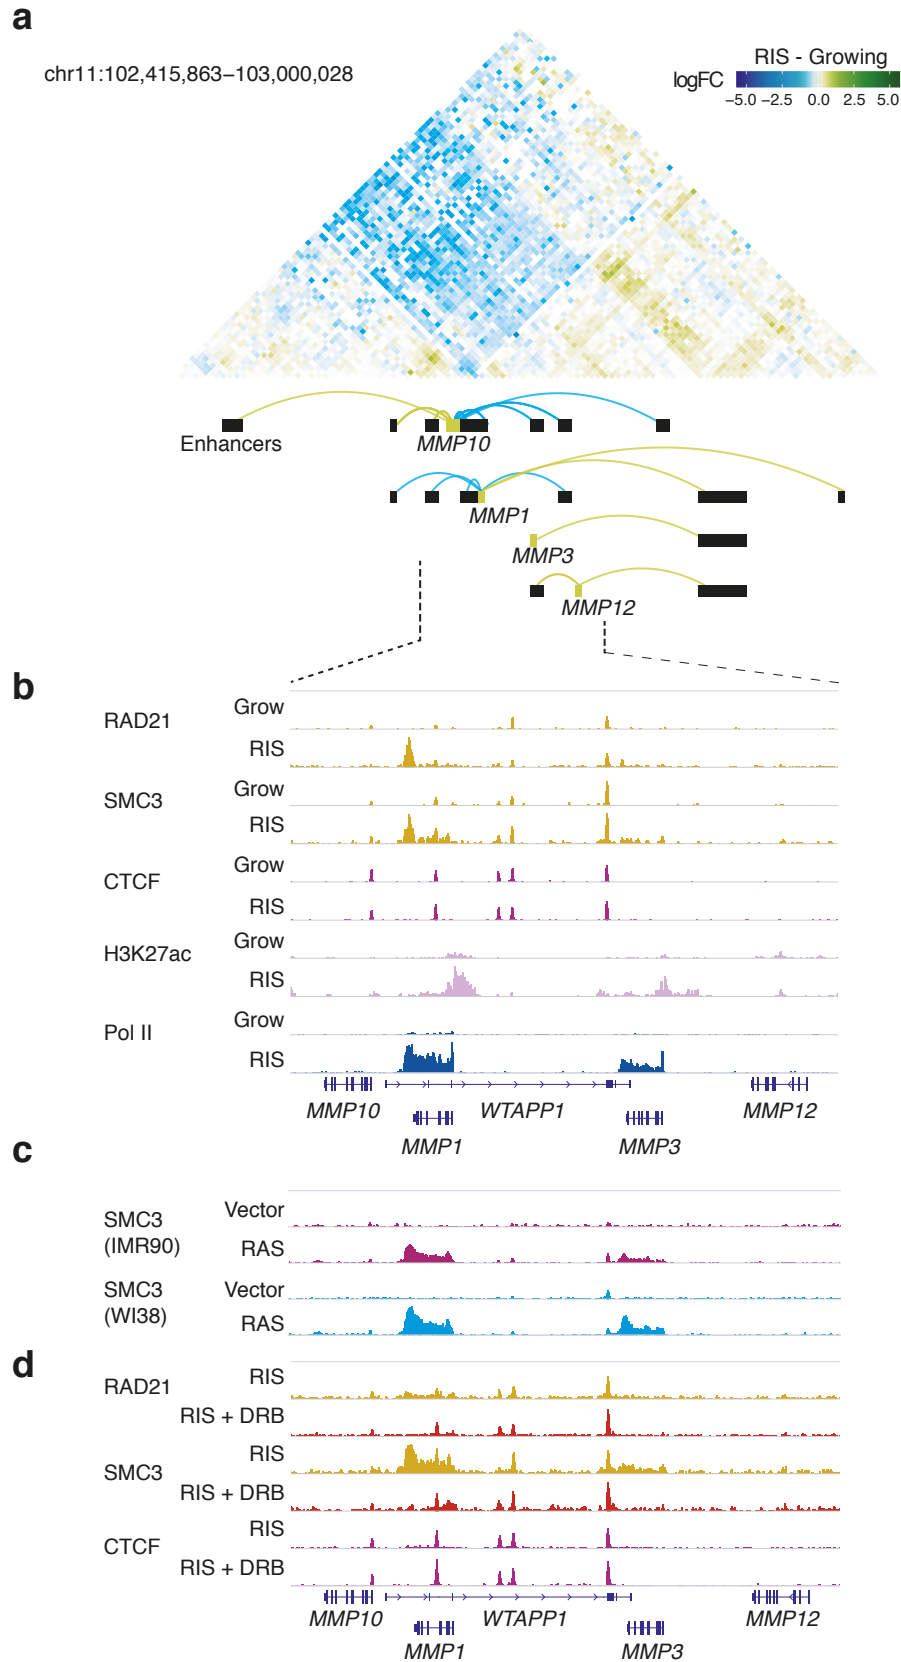 a
chr11:102,415,863–103,000,028
RIS - Growing
logFC
−5.0 −2.5 0.0 2.5 5.0
Enhancers
MMP10
MMP1
MMP3
MMP12
b
RAD21
Grow
RIS
SMC3
Grow
RIS
CTCF
Grow
RIS
H3K27ac
Grow
RIS
Pol II
Grow
RIS
MMP10 WTAPP1 MMP12
MMP1 MMP3
c
SMC3
(IMR90)
Vector
RAS
SMC3
(WI38)
Vector
RAS
d
RAD21
RIS
RIS + DRB
SMC3
RIS
RIS + DRB
CTCF
RIS
RIS + DRB
MMP10 WTAPP1 MMP12
MMP1 MMP3